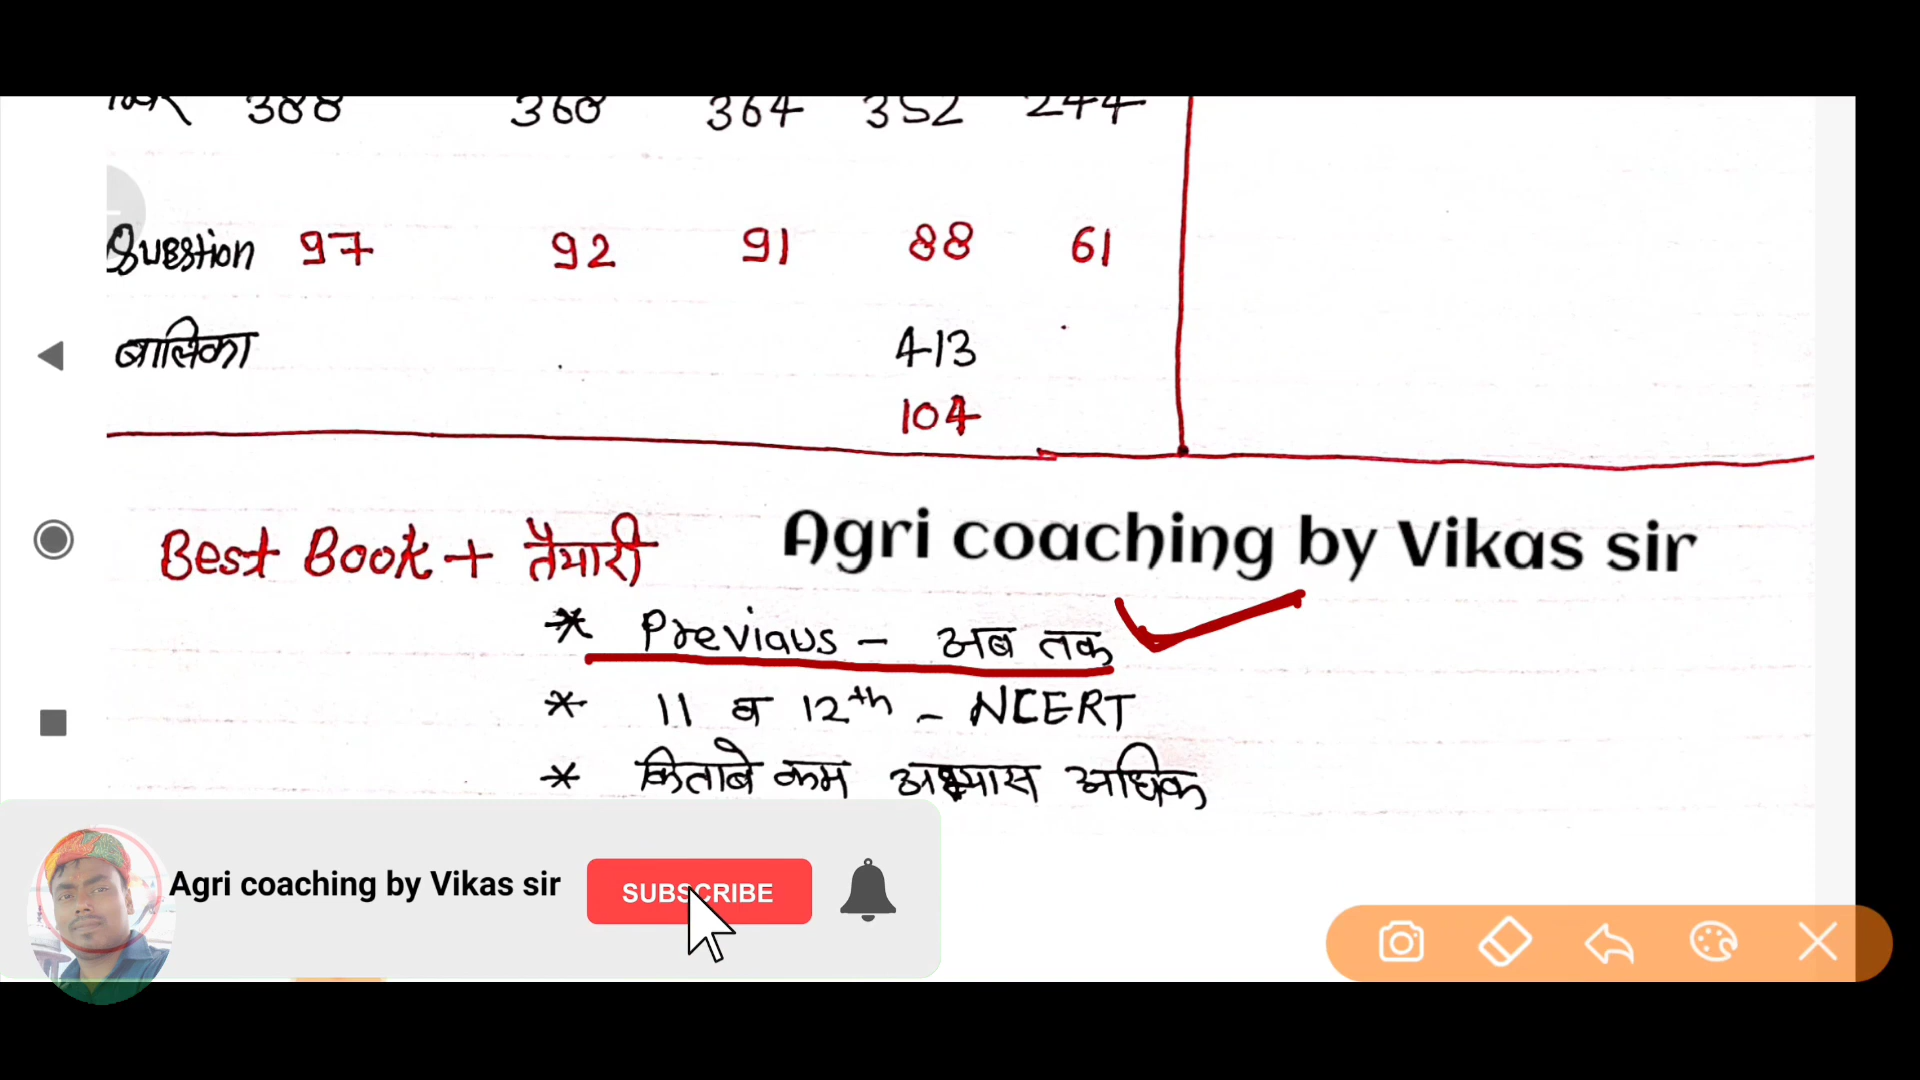 388 360 364 352 244
Question 97 92 91 88 61
बालिका 413
104
Best Book + तैयारी
Agri coaching by Vikas sir
* Previous - अब तक
* 11 व 12th - NCERT
* किताबे कम अभ्यास अधिक
Agri coaching by Vikas sir
SUBSCRIBE